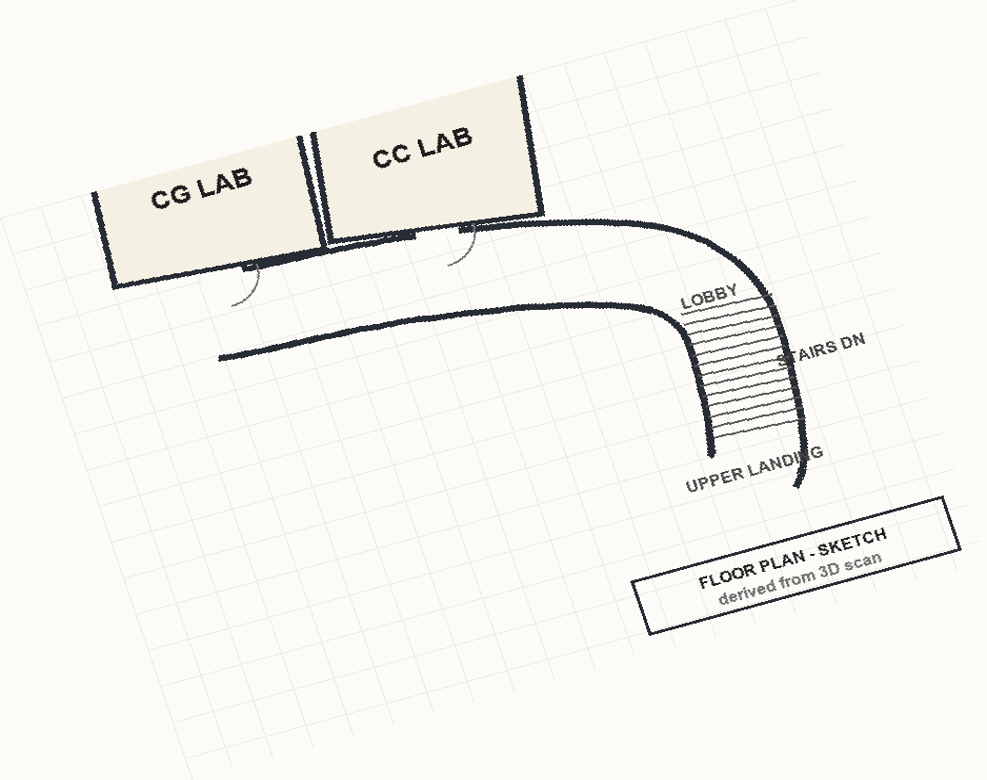 CG LAB
CC LAB
LOBBY
STAIRS DN
UPPER LANDING
FLOOR PLAN - SKETCH
derived from 3D scan